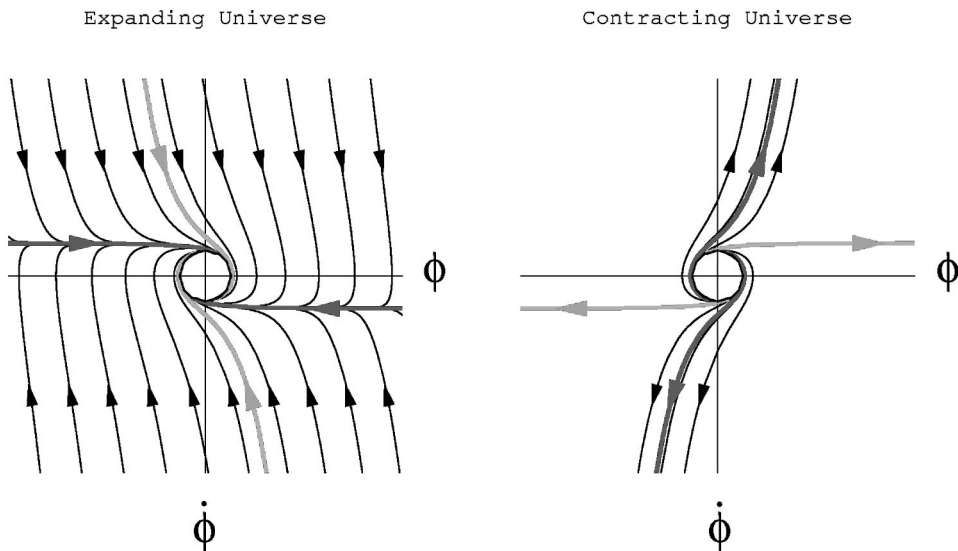 Expanding Universe
Contracting Universe
ϕ
ϕ
ϕ̇
ϕ̇